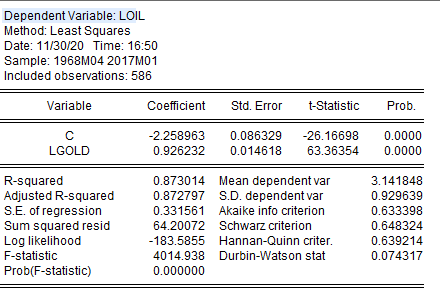 Dependent Variable: LOIL
Method: Least Squares
Date: 11/30/20 Time: 16:50
Sample: 1968M04 2017M01
Included observations: 586
Variable Coefficient Std. Error t-Statistic Prob.
C -2.258963 0.086329 -26.16698 0.0000
LGOLD 0.926232 0.014618 63.36354 0.0000
R-squared 0.873014 Mean dependent var 3.141848
Adjusted R-squared 0.872797 S.D. dependent var 0.929639
S.E. of regression 0.331561 Akaike info criterion 0.633398
Sum squared resid 64.20072 Schwarz criterion 0.648324
Log likelihood -183.5855 Hannan-Quinn criter. 0.639214
F-statistic 4014.938 Durbin-Watson stat 0.074317
Prob(F-statistic) 0.000000